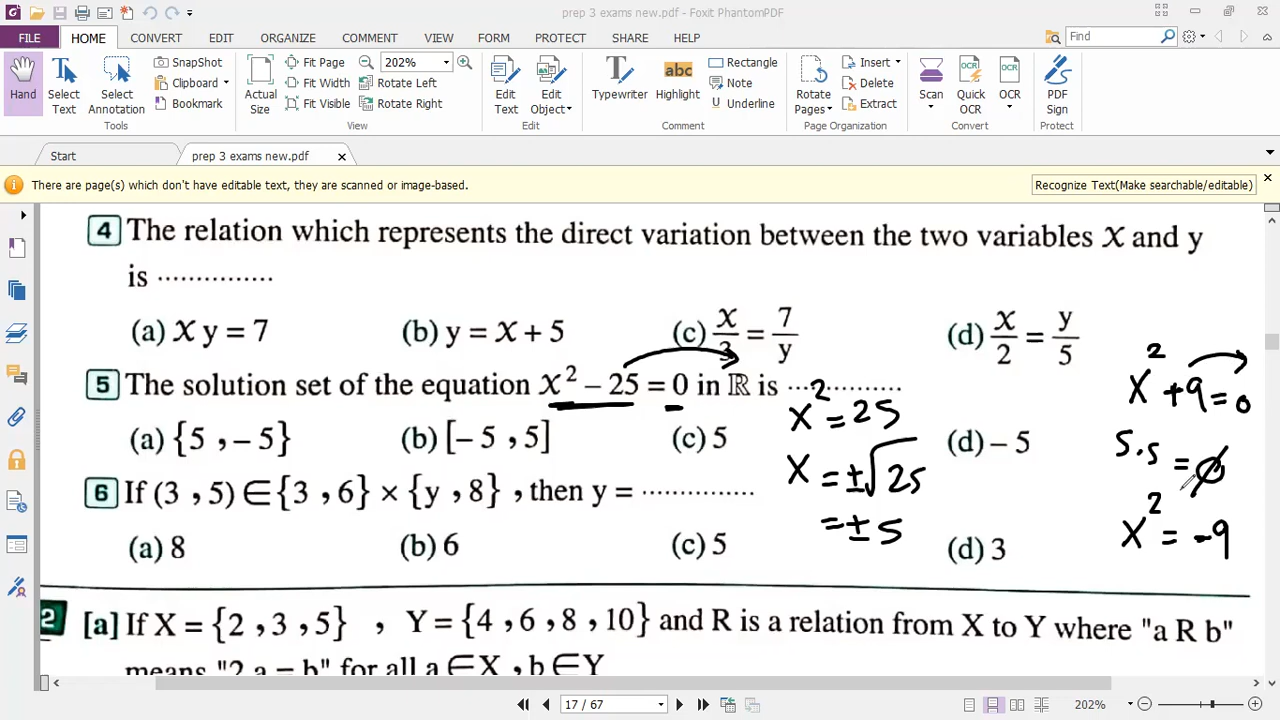 prep 3 exams new.pdf - Foxit PhantomPDF
FILE HOME CONVERT EDIT ORGANIZE COMMENT VIEW FORM PROTECT SHARE HELP Find
Hand
Select Text
Select Annotation
SnapShot
Clipboard
Bookmark
Tools
Actual Size
Fit Page
Fit Width
Fit Visible
202%
Rotate Left
Rotate Right
View
Edit Text
Edit Object
Edit
Typewriter
abc
Highlight
Rectangle
Note
Underline
Comment
Rotate Pages
Insert
Delete
Extract
Page Organization
Scan
OCR
Quick OCR
OCR
OCR
Convert
PDF Sign
Protect
Start prep 3 exams new.pdf
There are page(s) which don't have editable text, they are scanned or image-based. Recognize Text(Make searchable/editable)
4 The relation which represents the direct variation between the two variables X and y
is ...............
(a) X y = 7 (b) y = X + 5 (c) X/3 = 7/y (d) X/2 = y/5
5 The solution set of the equation X² – 25 = 0 in ℝ is ...............
(a) {5 , – 5} (b) [– 5 , 5] (c) 5 (d) – 5
6 If (3 , 5) ∈ {3 , 6} × {y , 8} , then y = ...............
(a) 8 (b) 6 (c) 5 (d) 3
X² = 25
X = ±√25
= ±5
X² + 9 = 0
S.S = ∅
X² = -9
2 [a] If X = {2 , 3 , 5} , Y = {4 , 6 , 8 , 10} and R is a relation from X to Y where "a R b"
means "2 a = b" for all a ∈ X , b ∈ Y
17 / 67 202%